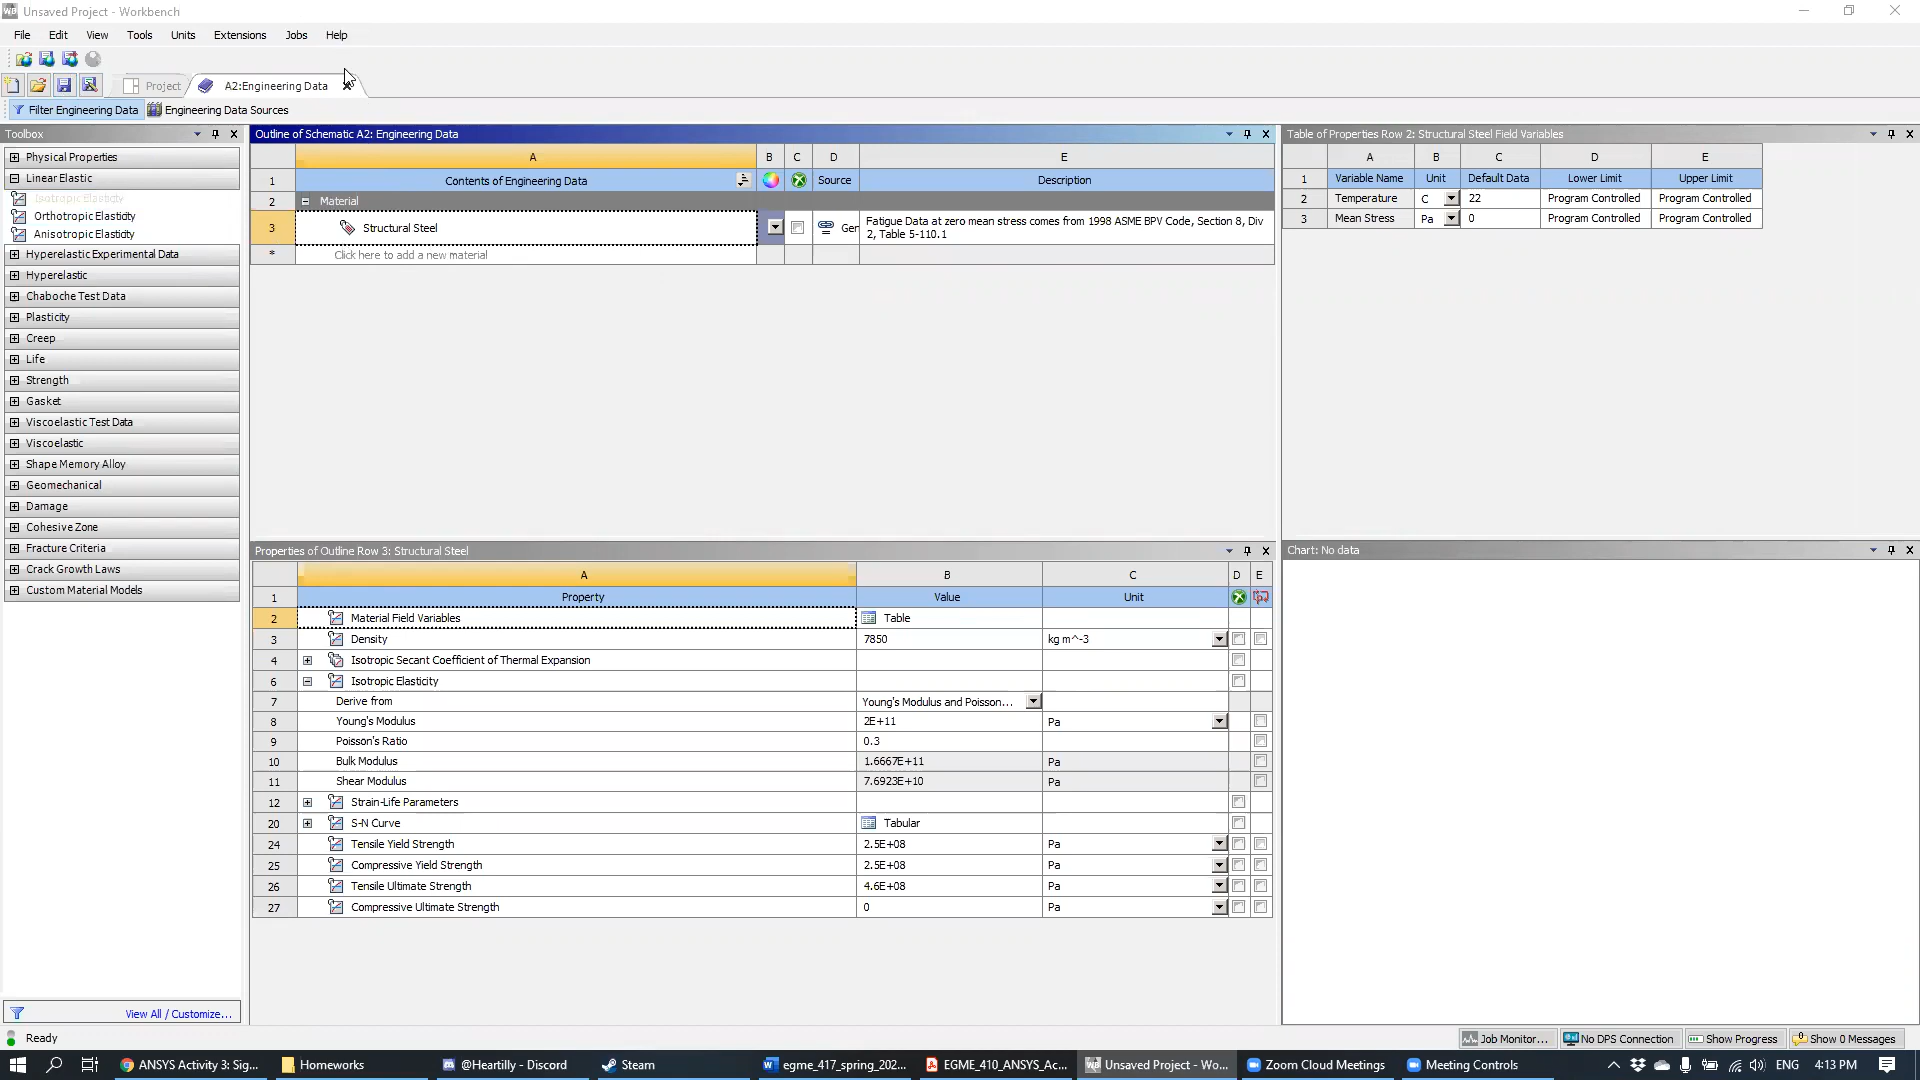 Unsaved Project - Workbench
File Edit View Tools Units Extensions Jobs Help
Project A2:Engineering Data
Filter Engineering Data Engineering Data Sources
Toolbox
Physical Properties
Linear Elastic
Isotropic Elasticity
Orthotropic Elasticity
Anisotropic Elasticity
Hyperelastic Experimental Data
Hyperelastic
Chaboche Test Data
Plasticity
Creep
Life
Strength
Gasket
Viscoelastic Test Data
Viscoelastic
Shape Memory Alloy
Geomechanical
Damage
Cohesive Zone
Fracture Criteria
Crack Growth Laws
Custom Material Models
View All / Customize...
Outline of Schematic A2: Engineering Data
A B C D E
1 Contents of Engineering Data Source Description
2 Material
3 Structural Steel Ger Fatigue Data at zero mean stress comes from 1998 ASME BPV Code, Section 8, Div
2, Table 5-110.1
* Click here to add a new material
Table of Properties Row 2: Structural Steel Field Variables
A B C D E
1 Variable Name Unit Default Data Lower Limit Upper Limit
2 Temperature C 22 Program Controlled Program Controlled
3 Mean Stress Pa 0 Program Controlled Program Controlled
Properties of Outline Row 3: Structural Steel
A B C D E
1 Property Value Unit
2 Material Field Variables Table
3 Density 7850 kg m^-3
4 Isotropic Secant Coefficient of Thermal Expansion
6 Isotropic Elasticity
7 Derive from Young's Modulus and Poisson...
8 Young's Modulus 2E+11 Pa
9 Poisson's Ratio 0.3
10 Bulk Modulus 1.6667E+11 Pa
11 Shear Modulus 7.6923E+10 Pa
12 Strain-Life Parameters
20 S-N Curve Tabular
24 Tensile Yield Strength 2.5E+08 Pa
25 Compressive Yield Strength 2.5E+08 Pa
26 Tensile Ultimate Strength 4.6E+08 Pa
27 Compressive Ultimate Strength 0 Pa
Chart: No data
Ready
Job Monitor... No DPS Connection Show Progress Show 0 Messages
ANSYS Activity 3: Sig... Homeworks @Heartilly - Discord Steam egme_417_spring_202... EGME_410_ANSYS_Ac... Unsaved Project - Wo... Zoom Cloud Meetings Meeting Controls ENG 4:13 PM